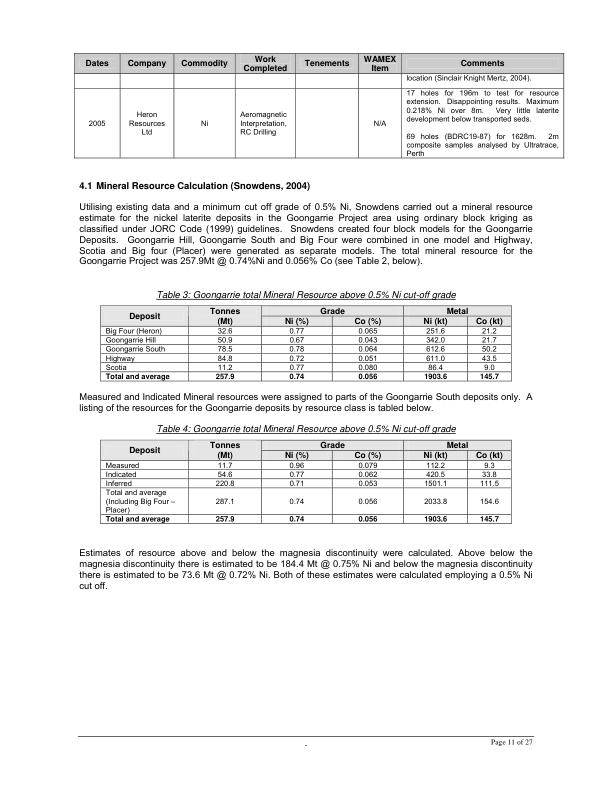 Dates Company Commodity Work Completed Tenements WAMEX Item Comments
location (Sinclair Knight Mertz, 2004).
2005 Heron Resources Ltd Ni Aeromagnetic Interpretation, RC Drilling N/A
17 holes for 196m to test for resource
extension. Disappointing results. Maximum
0.218% Ni over 8m. Very little laterite
development below transported seds.
69 holes (BDRC19-87) for 1628m. 2m
composite samples analysed by Ultratrace,
Perth
4.1 Mineral Resource Calculation (Snowdens, 2004)
Utilising existing data and a minimum cut off grade of 0.5% Ni, Snowdens carried out a mineral resource
estimate for the nickel laterite deposits in the Goongarrie Project area using ordinary block kriging as
classified under JORC Code (1999) guidelines. Snowdens created four block models for the Goongarrie
Deposits. Goongarrie Hill, Goongarrie South and Big Four were combined in one model and Highway,
Scotia and Big four (Placer) were generated as separate models. The total mineral resource for the
Goongarrie Project was 257.9Mt @ 0.74%Ni and 0.056% Co (see Table 2, below).
Table 3: Goongarrie total Mineral Resource above 0.5% Ni cut-off grade
Deposit Tonnes (Mt) Grade Metal
Ni (%) Co (%) Ni (kt) Co (kt)
Big Four (Heron) 32.6 0.77 0.065 251.6 21.2
Goongarrie Hill 50.9 0.67 0.043 342.0 21.7
Goongarrie South 78.5 0.78 0.064 612.6 50.2
Highway 84.8 0.72 0.051 611.0 43.5
Scotia 11.2 0.77 0.080 86.4 9.0
Total and average 257.9 0.74 0.056 1903.6 145.7
Measured and Indicated Mineral resources were assigned to parts of the Goongarrie South deposits only. A
listing of the resources for the Goongarrie deposits by resource class is tabled below.
Table 4: Goongarrie total Mineral Resource above 0.5% Ni cut-off grade
Deposit Tonnes (Mt) Grade Metal
Ni (%) Co (%) Ni (kt) Co (kt)
Measured 11.7 0.96 0.079 112.2 9.3
Indicated 54.6 0.77 0.062 420.5 33.8
Inferred 220.8 0.71 0.053 1501.1 111.5
Total and average (Including Big Four – Placer) 287.1 0.74 0.056 2033.8 154.6
Total and average 257.9 0.74 0.056 1903.6 145.7
Estimates of resource above and below the magnesia discontinuity were calculated. Above below the
magnesia discontinuity there is estimated to be 184.4 Mt @ 0.75% Ni and below the magnesia discontinuity
there is estimated to be 73.6 Mt @ 0.72% Ni. Both of these estimates were calculated employing a 0.5% Ni
cut off.
Page 11 of 27